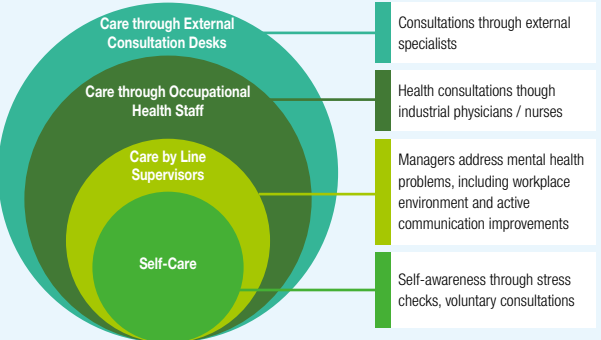 Care through External
Consultation Desks
Consultations through external
specialists
Care through Occupational
Health Staff
Health consultations though
industrial physicians / nurses
Care by Line
Supervisors
Managers address mental health
problems, including workplace
environment and active
communication improvements
Self-Care
Self-awareness through stress
checks, voluntary consultations